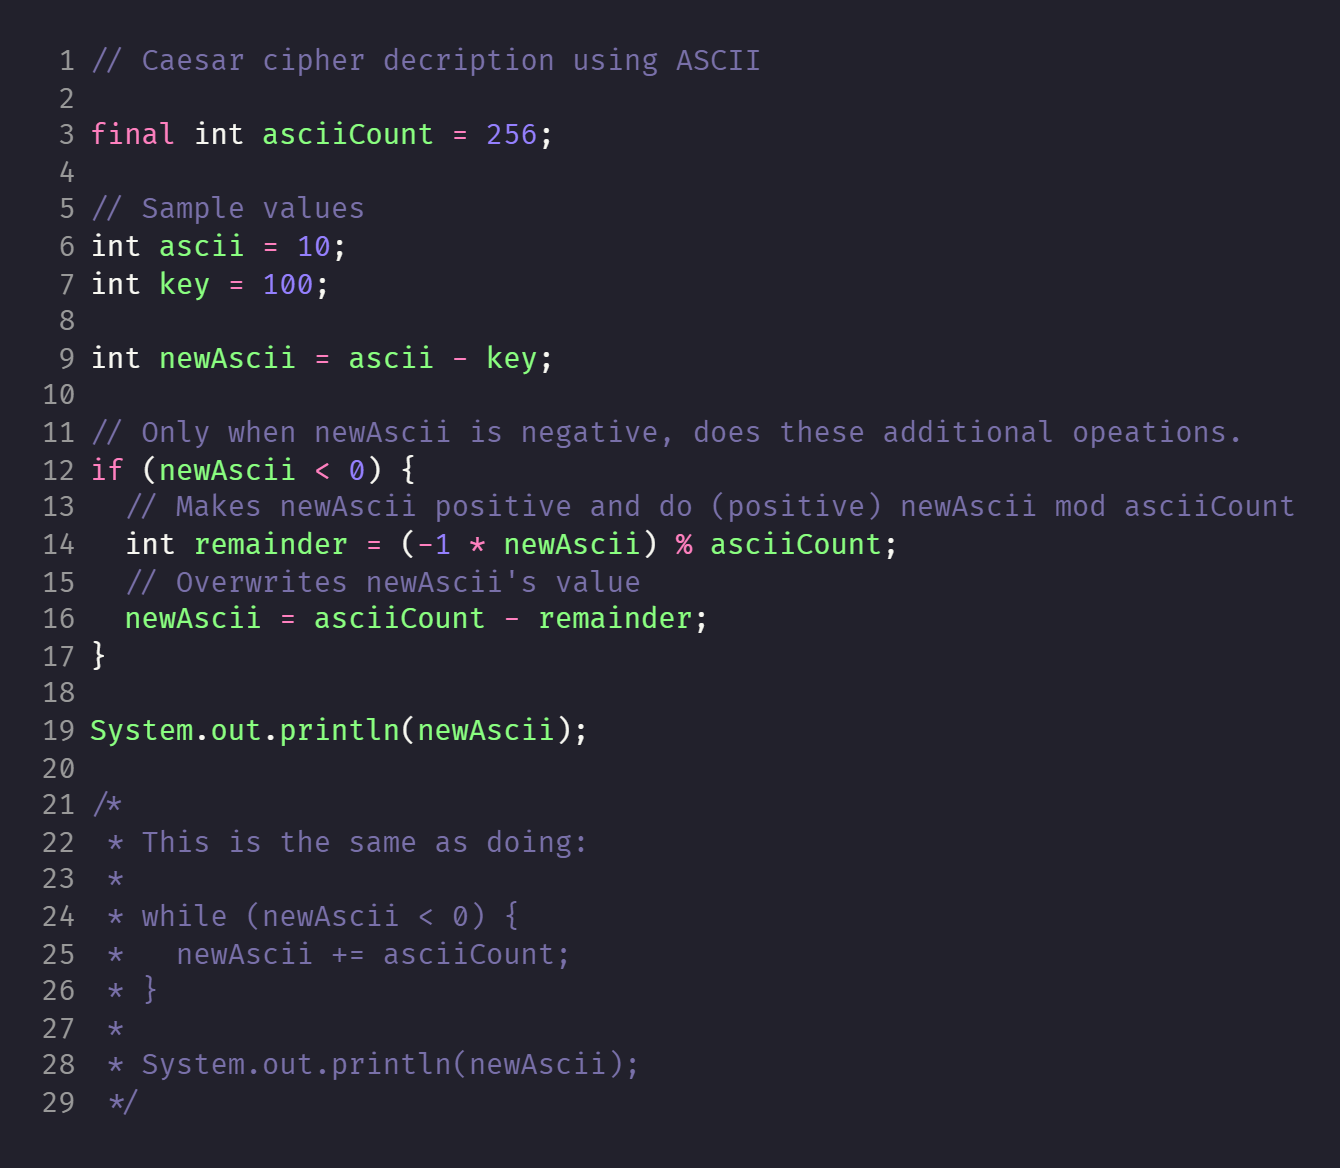 1 // Caesar cipher decription using ASCII
2
3 final int asciiCount = 256;
4
5 // Sample values
6 int ascii = 10;
7 int key = 100;
8
9 int newAscii = ascii - key;
10
11 // Only when newAscii is negative, does these additional opeations.
12 if (newAscii < 0) {
13   // Makes newAscii positive and do (positive) newAscii mod asciiCount
14   int remainder = (-1 * newAscii) % asciiCount;
15   // Overwrites newAscii's value
16   newAscii = asciiCount - remainder;
17 }
18
19 System.out.println(newAscii);
20
21 /*
22  * This is the same as doing:
23  *
24  * while (newAscii < 0) {
25  *   newAscii += asciiCount;
26  * }
27  *
28  * System.out.println(newAscii);
29  */